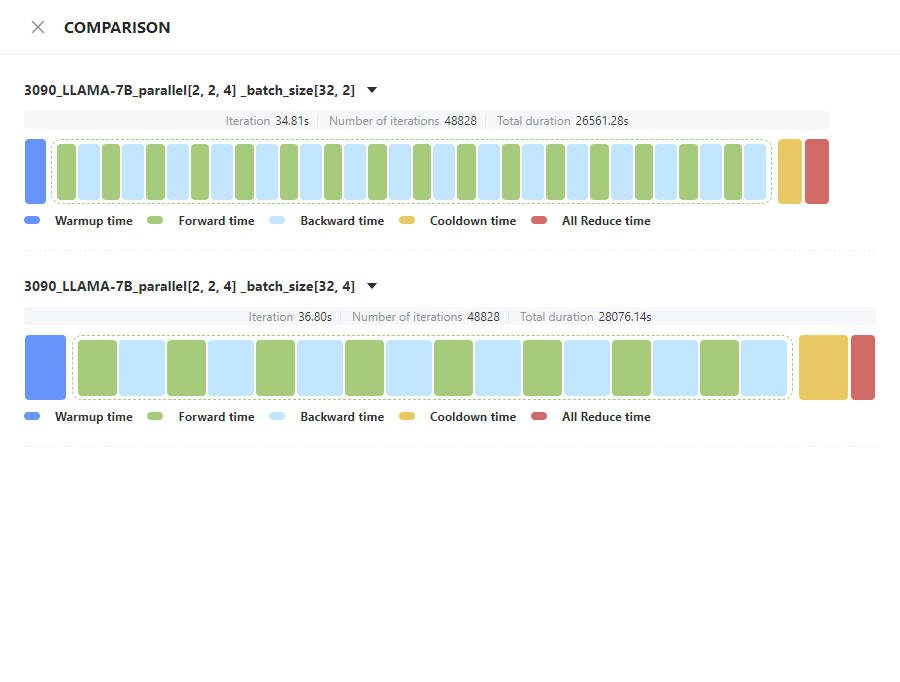 COMPARISON
3090_LLAMA-7B_parallel[2, 2, 4] _batch_size[32, 2]
Iteration 34.81s Number of iterations 48828 Total duration 26561.28s
Warmup time Forward time Backward time Cooldown time All Reduce time
3090_LLAMA-7B_parallel[2, 2, 4] _batch_size[32, 4]
Iteration 36.80s Number of iterations 48828 Total duration 28076.14s
Warmup time Forward time Backward time Cooldown time All Reduce time